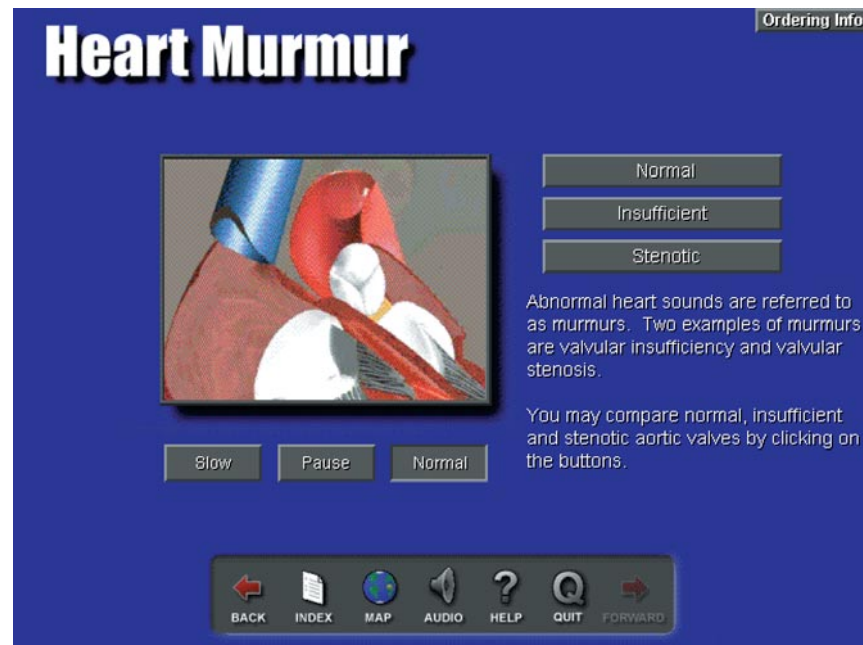 Ordering Info
Heart Murmur
Normal
Insufficient
Stenotic
Abnormal heart sounds are referred to
as murmurs. Two examples of murmurs
are valvular insufficiency and valvular
stenosis.
You may compare normal, insufficient
and stenotic aortic valves by clicking on
the buttons.
Slow Pause Normal
BACK INDEX MAP AUDIO HELP QUIT FORWARD